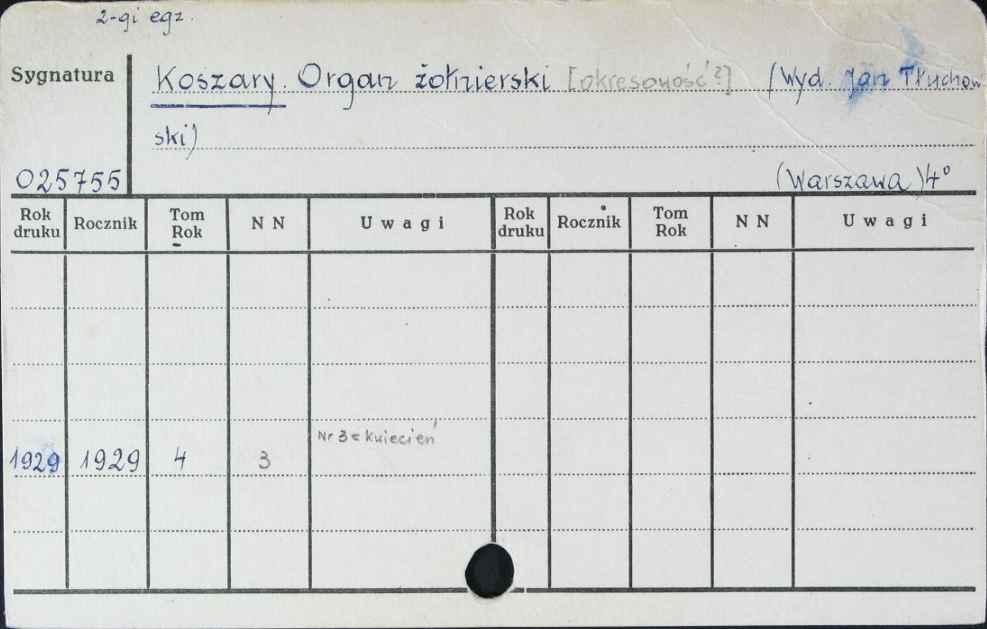 2-gi egz.
Sygnatura
Koszary. Organ żołnierski [okresowość?] (Wyd. Jan Tłuchow
ski)
025755
(Warszawa) 4°
Rok druku Rocznik Tom Rok N N Uwagi Rok druku Rocznik Tom Rok N N Uwagi
Nr 3 = kwiecień
1929 1929 4 3